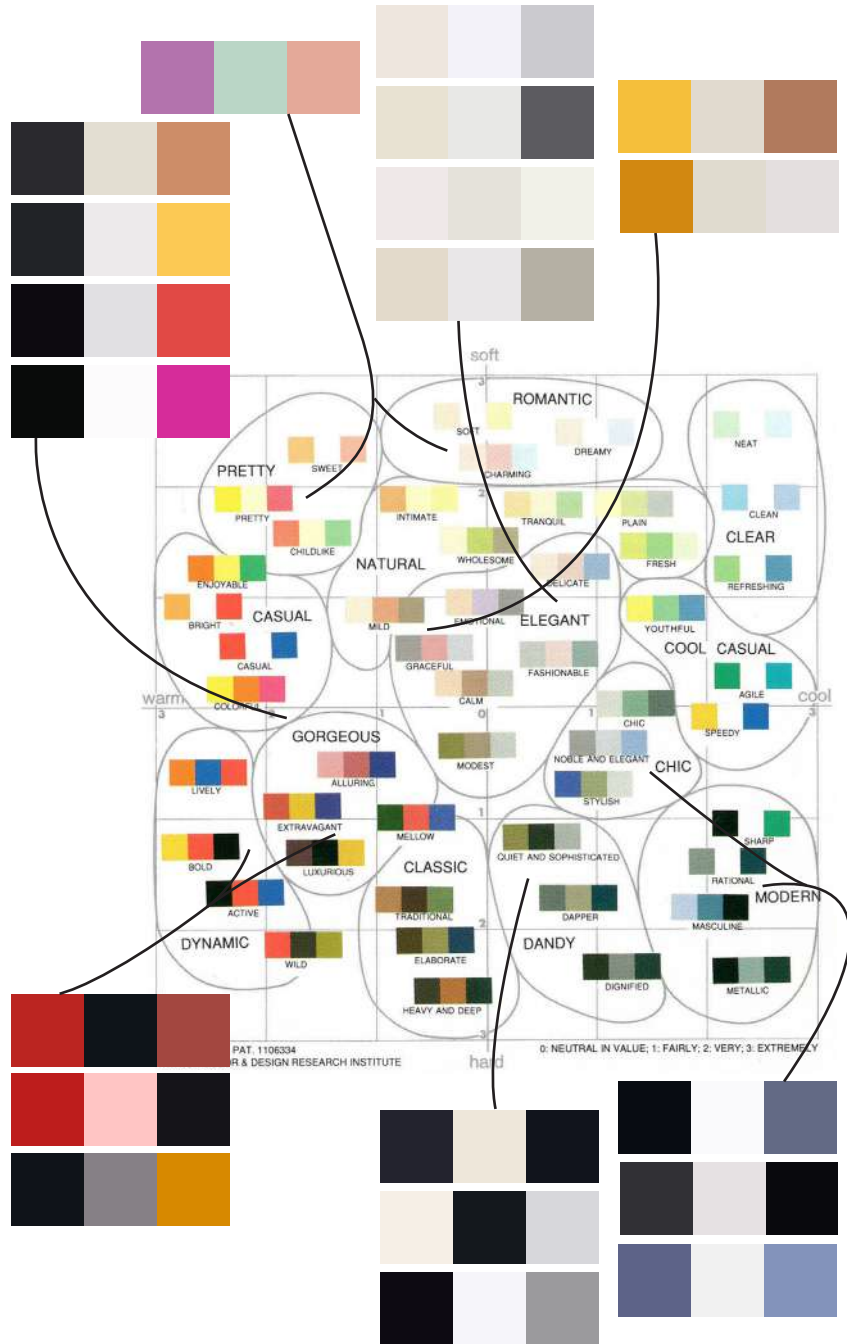 soft
3
ROMANTIC
SOFT
DREAMY
NEAT
CHARMING
SWEET
PRETTY
2
PRETTY
INTIMATE
TRANQUIL
PLAIN
CLEAN
CHILDLIKE
WHOLESOME
CLEAR
NATURAL
FRESH
ENJOYABLE
DELICATE
REFRESHING
BRIGHT
CASUAL
MILD
EMOTIONAL
ELEGANT
YOUTHFUL
CASUAL
GRACEFUL
FASHIONABLE
COOL CASUAL
AGILE
warm
COLORFUL
CALM
cool
3
1
0
1
CHIC
SPEEDY
3
GORGEOUS
MODEST
NOBLE AND ELEGANT
CHIC
LIVELY
ALLURING
STYLISH
EXTRAVAGANT
1
MELLOW
SHARP
BOLD
LUXURIOUS
CLASSIC
QUIET AND SOPHISTICATED
RATIONAL
MODERN
ACTIVE
TRADITIONAL
DAPPER
MASCULINE
2
DYNAMIC
WILD
ELABORATE
DANDY
DIGNIFIED
METALLIC
HEAVY AND DEEP
3
PAT. 1106334
0: NEUTRAL IN VALUE; 1: FAIRLY; 2: VERY; 3: EXTREMELY
& DESIGN RESEARCH INSTITUTE
hard